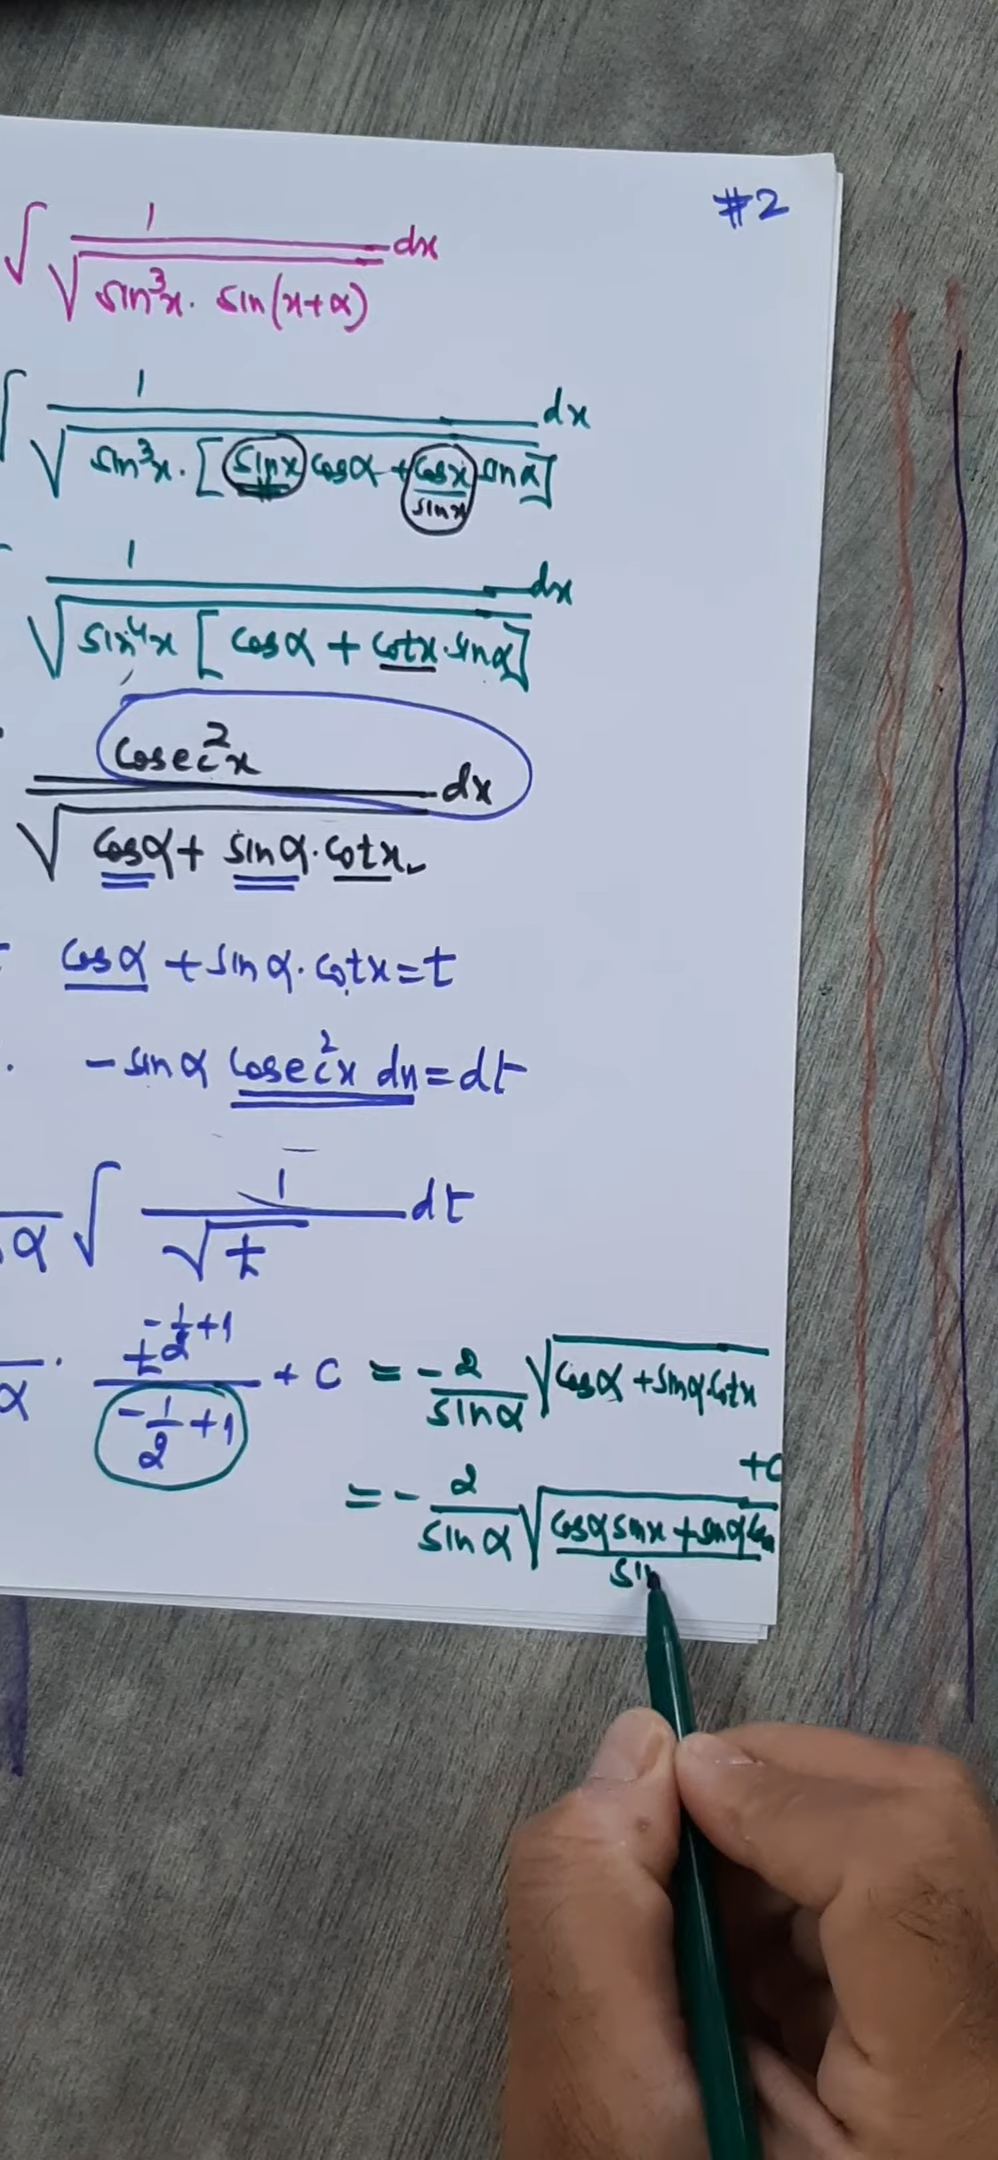 #2
∫ 1/√(sin³x. sin(x+α)) dx
∫ 1/√(sin³x. [sinx cosα + cosx/sinx sinα]) dx
1/√(sin⁴x [cosα + cotx.sinα]) dx
cosec²x/√(cosα + sinα.cotx) dx
cosα + sinα.cotx = t
-sinα cosec²x dx = dt
α ∫ 1/√t dt
α . t^(-1/2+1)/(-1/2+1) + C = -2/sinα √(cosα + sinα.cotx)
+C
= -2/sinα √((cosα sinx + sinα cos)/sin